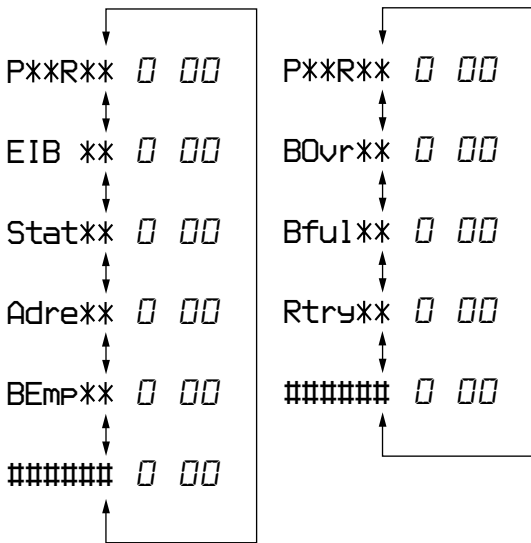 P**R** 0 00
EIB ** 0 00
Stat** 0 00
Adre** 0 00
BEmp** 0 00
###### 0 00
P**R** 0 00
BOvr** 0 00
Bful** 0 00
Rtry** 0 00
###### 0 00